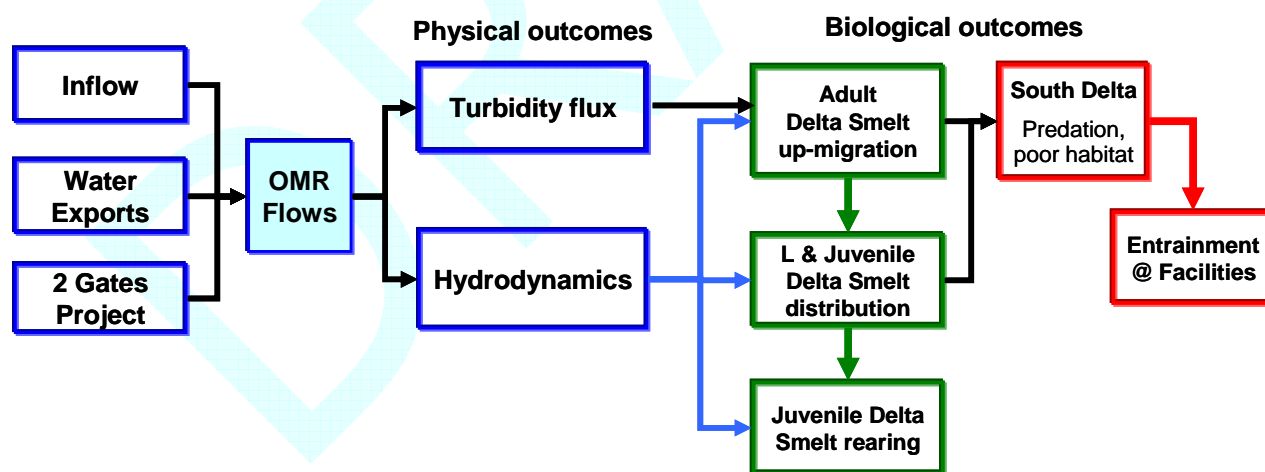 Physical outcomes
Biological outcomes
Inflow
Water
Exports
2 Gates
Project
OMR
Flows
Turbidity flux
Hydrodynamics
Adult
Delta Smelt
up-migration
L & Juvenile
Delta Smelt
distribution
Juvenile Delta
Smelt rearing
South Delta
Predation,
poor habitat
Entrainment
@ Facilities